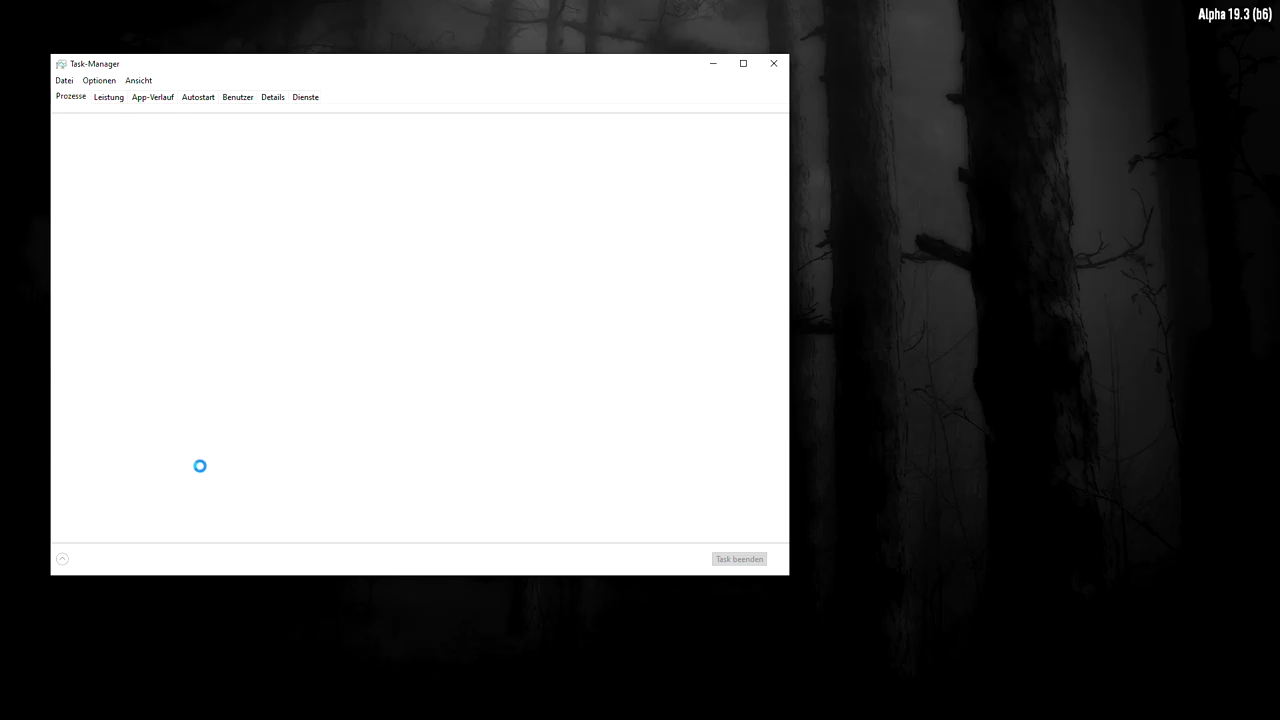 Alpha 19.3 (b6)
Task-Manager
Datei Optionen Ansicht
Prozesse Leistung App-Verlauf Autostart Benutzer Details Dienste
Task beenden